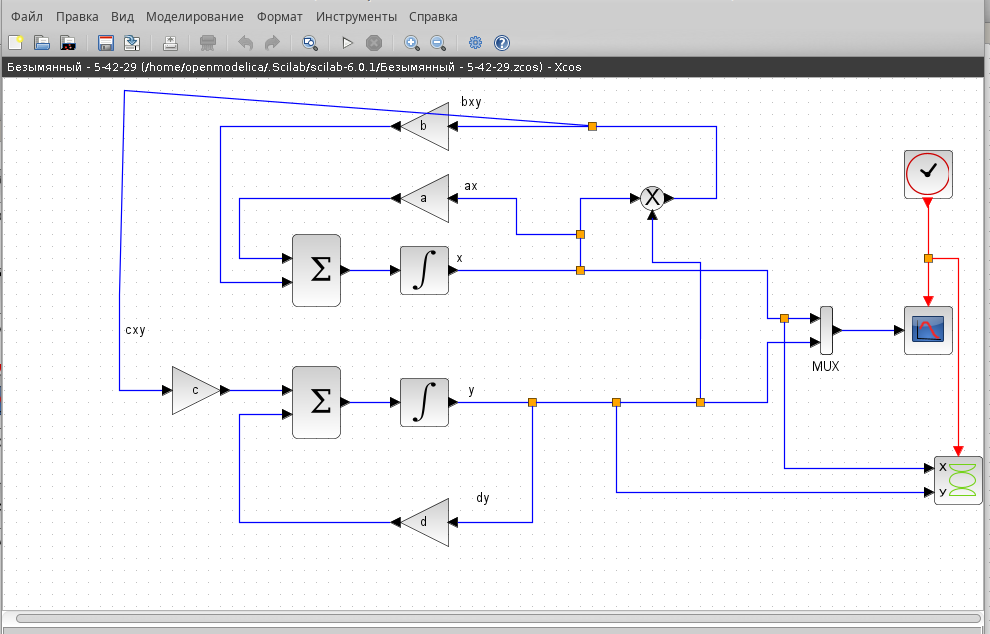 Файл Правка Вид Моделирование Формат Инструменты Справка
Безымянный - 5-42-29 (/home/openmodelica/.Scilab/scilab-6.0.1/Безымянный - 5-42-29.zcos) - Xcos
bxy
b
ax
a
X
x
Σ
∫
cxy
MUX
c
Σ
∫
y
X
y
dy
d